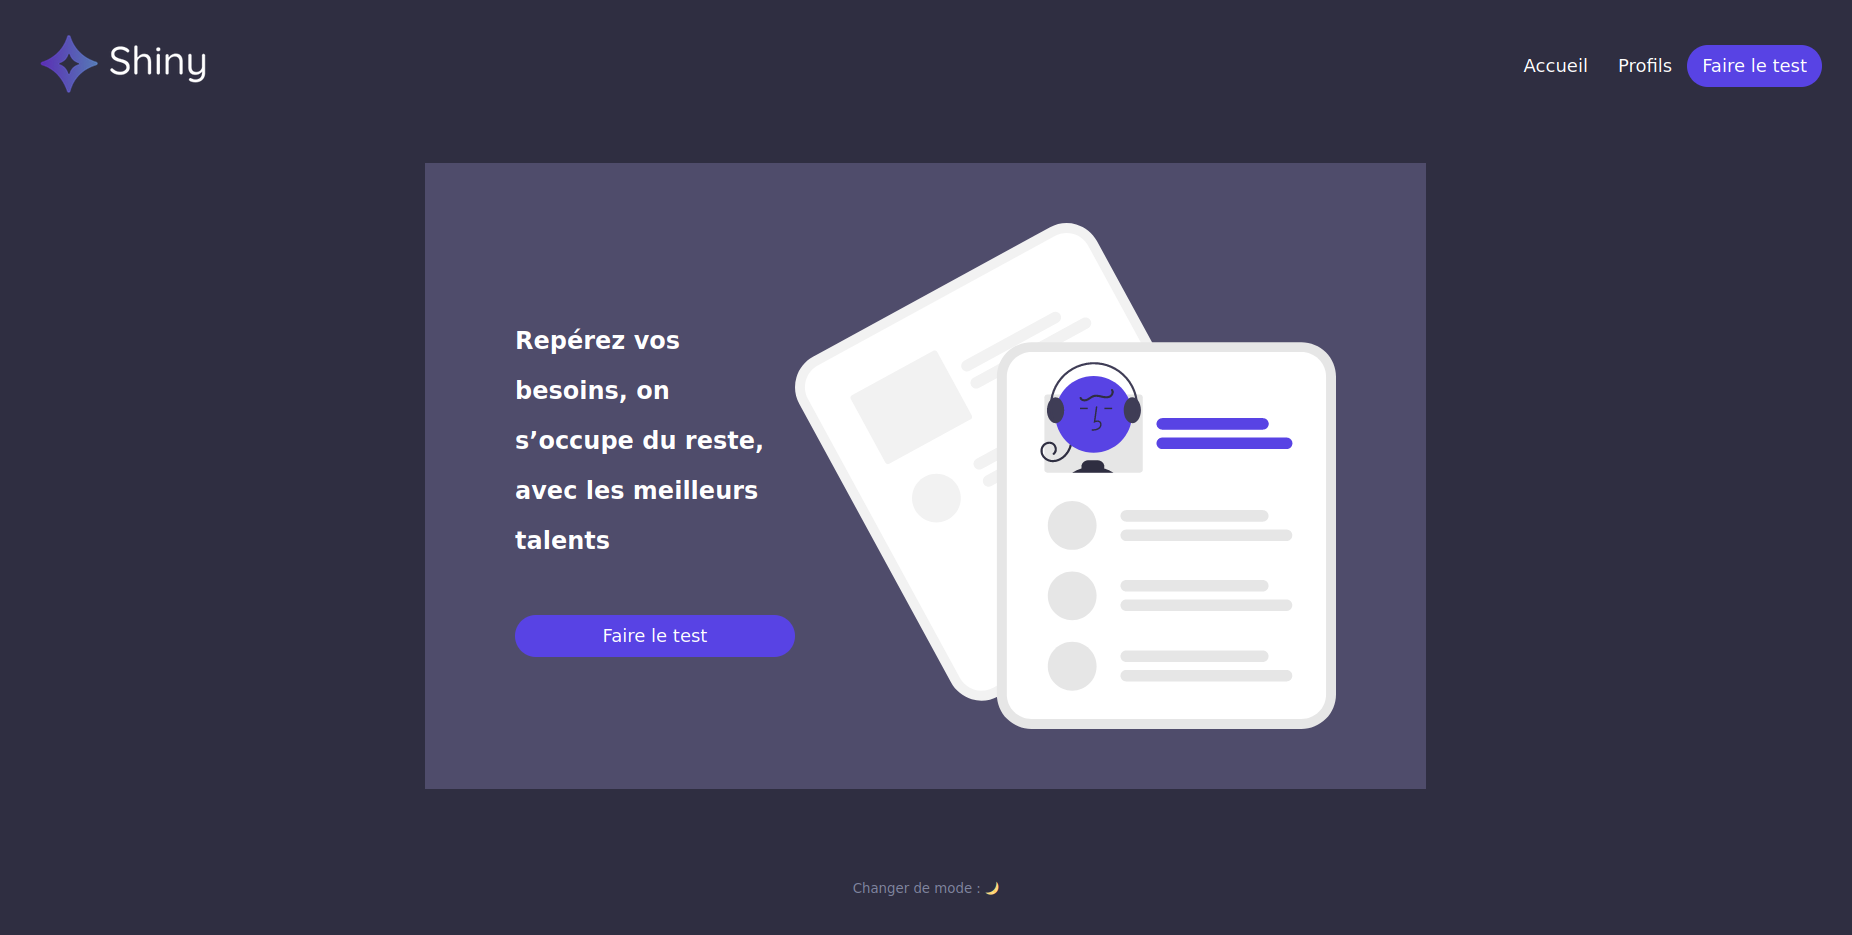 Shiny
Accueil
Profils
Faire le test
Repérez vos
besoins, on
s’occupe du reste,
avec les meilleurs
talents
Faire le test
Changer de mode : 🌙